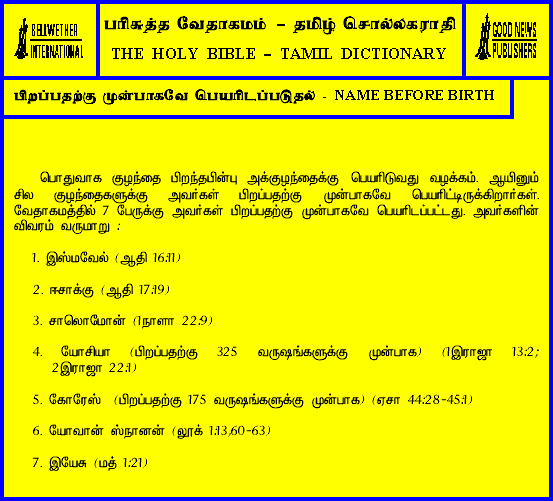 BELLWETHER
INTERNATIONAL
பரிசுத்த வேதாகமம் – தமிழ் சொல்லகராதி
THE HOLY BIBLE – TAMIL DICTIONARY
GOOD NEWS
PUBLISHERS
பிறப்பதற்கு முன்பாகவே பெயரிடப்படுதல் - NAME BEFORE BIRTH
பொதுவாக குழந்தை பிறந்தபின்பு அக்குழந்தைக்கு பெயரிடுவது வழக்கம். ஆயினும்
சில குழந்தைகளுக்கு அவர்கள் பிறப்பதற்கு முன்பாகவே பெயரிட்டிருக்கிறார்கள்.
வேதாகமத்தில் 7 பேருக்கு அவர்கள் பிறப்பதற்கு முன்பாகவே பெயரிடப்பட்டது. அவர்களின்
விவரம் வருமாறு :
1. இஸ்மவேல் (ஆதி 16:11)
2. ஈசாக்கு (ஆதி 17:19)
3. சாலொமோன் (1நாளா 22:9)
4. யோசியா (பிறப்பதற்கு 325 வருஷங்களுக்கு முன்பாக) (1இராஜா 13:2;
2இராஜா 22:1)
5. கோரேஸ் (பிறப்பதற்கு 175 வருஷங்களுக்கு முன்பாக) (ஏசா 44:28-45:1)
6. யோவான் ஸ்நானன் (லூக் 1:13,60-63)
7. இயேசு (மத் 1:21)